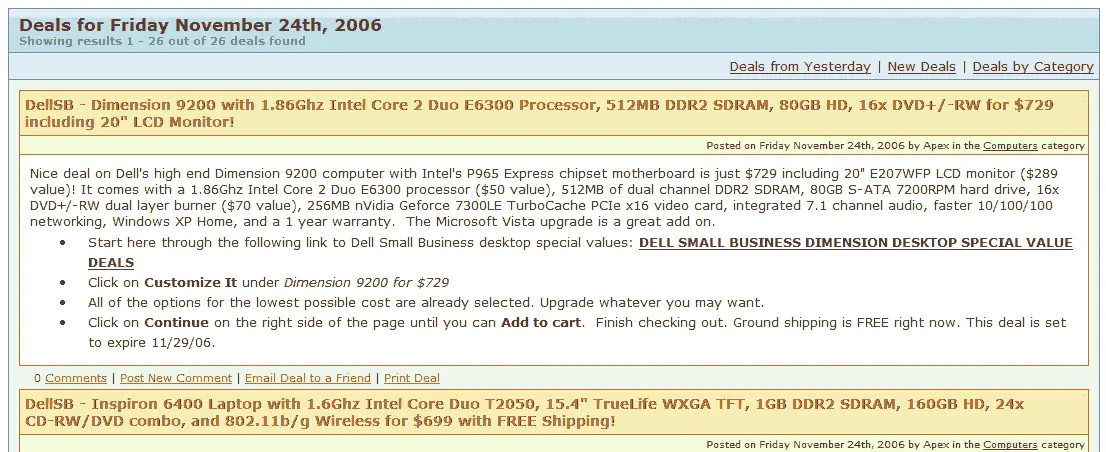 Deals for Friday November 24th, 2006
Showing results 1 - 26 out of 26 deals found
Deals from Yesterday | New Deals | Deals by Category
DellSB - Dimension 9200 with 1.86Ghz Intel Core 2 Duo E6300 Processor, 512MB DDR2 SDRAM, 80GB HD, 16x DVD+/-RW for $729
including 20" LCD Monitor!
Posted on Friday November 24th, 2006 by Apex in the Computers category
Nice deal on Dell's high end Dimension 9200 computer with Intel's P965 Express chipset motherboard is just $729 including 20" E207WFP LCD monitor ($289
value)! It comes with a 1.86Ghz Intel Core 2 Duo E6300 processor ($50 value), 512MB of dual channel DDR2 SDRAM, 80GB S-ATA 7200RPM hard drive, 16x
DVD+/-RW dual layer burner ($70 value), 256MB nVidia Geforce 7300LE TurboCache PCIe x16 video card, integrated 7.1 channel audio, faster 10/100/100
networking, Windows XP Home, and a 1 year warranty.  The Microsoft Vista upgrade is a great add on.
• Start here through the following link to Dell Small Business desktop special values: DELL SMALL BUSINESS DIMENSION DESKTOP SPECIAL VALUE
DEALS
• Click on Customize It under Dimension 9200 for $729
• All of the options for the lowest possible cost are already selected. Upgrade whatever you may want.
• Click on Continue on the right side of the page until you can Add to cart.  Finish checking out. Ground shipping is FREE right now. This deal is set
to expire 11/29/06.
0 Comments | Post New Comment | Email Deal to a Friend | Print Deal
DellSB - Inspiron 6400 Laptop with 1.6Ghz Intel Core Duo T2050, 15.4" TrueLife WXGA TFT, 1GB DDR2 SDRAM, 160GB HD, 24x
CD-RW/DVD combo, and 802.11b/g Wireless for $699 with FREE Shipping!
Posted on Friday November 24th, 2006 by Apex in the Computers category